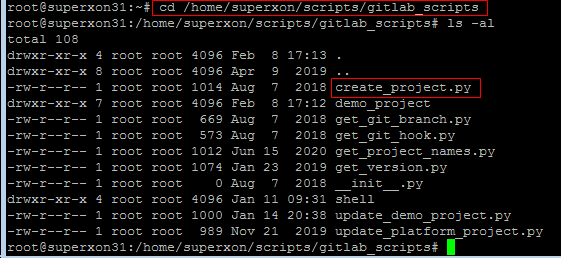 root@superxon31:~# cd /home/superxon/scripts/gitlab_scripts
root@superxon31:/home/superxon/scripts/gitlab_scripts# ls -al
total 108
drwxr-xr-x 4 root root 4096 Feb  8 17:13 .
drwxr-xr-x 8 root root 4096 Apr  9  2019 ..
-rw-r--r-- 1 root root 1014 Aug  7  2018 create_project.py
drwxr-xr-x 7 root root 4096 Feb  8 17:12 demo_project
-rw-r--r-- 1 root root  669 Aug  7  2018 get_git_branch.py
-rw-r--r-- 1 root root  573 Aug  7  2018 get_git_hook.py
-rw-r--r-- 1 root root 1012 Jun 15  2020 get_project_names.py
-rw-r--r-- 1 root root 1074 Jan 23  2019 get_version.py
-rw-r--r-- 1 root root    0 Aug  7  2018 __init__.py
drwxr-xr-x 4 root root 4096 Jan 11 09:31 shell
-rw-r--r-- 1 root root 1000 Jan 14 20:38 update_demo_project.py
-rw-r--r-- 1 root root  989 Nov 21  2019 update_platform_project.py
root@superxon31:/home/superxon/scripts/gitlab_scripts#